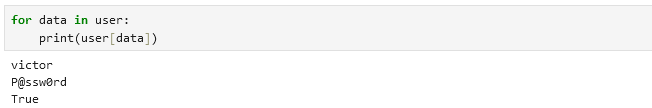 for data in user:
    print(user[data])
victor
P@ssw0rd
True